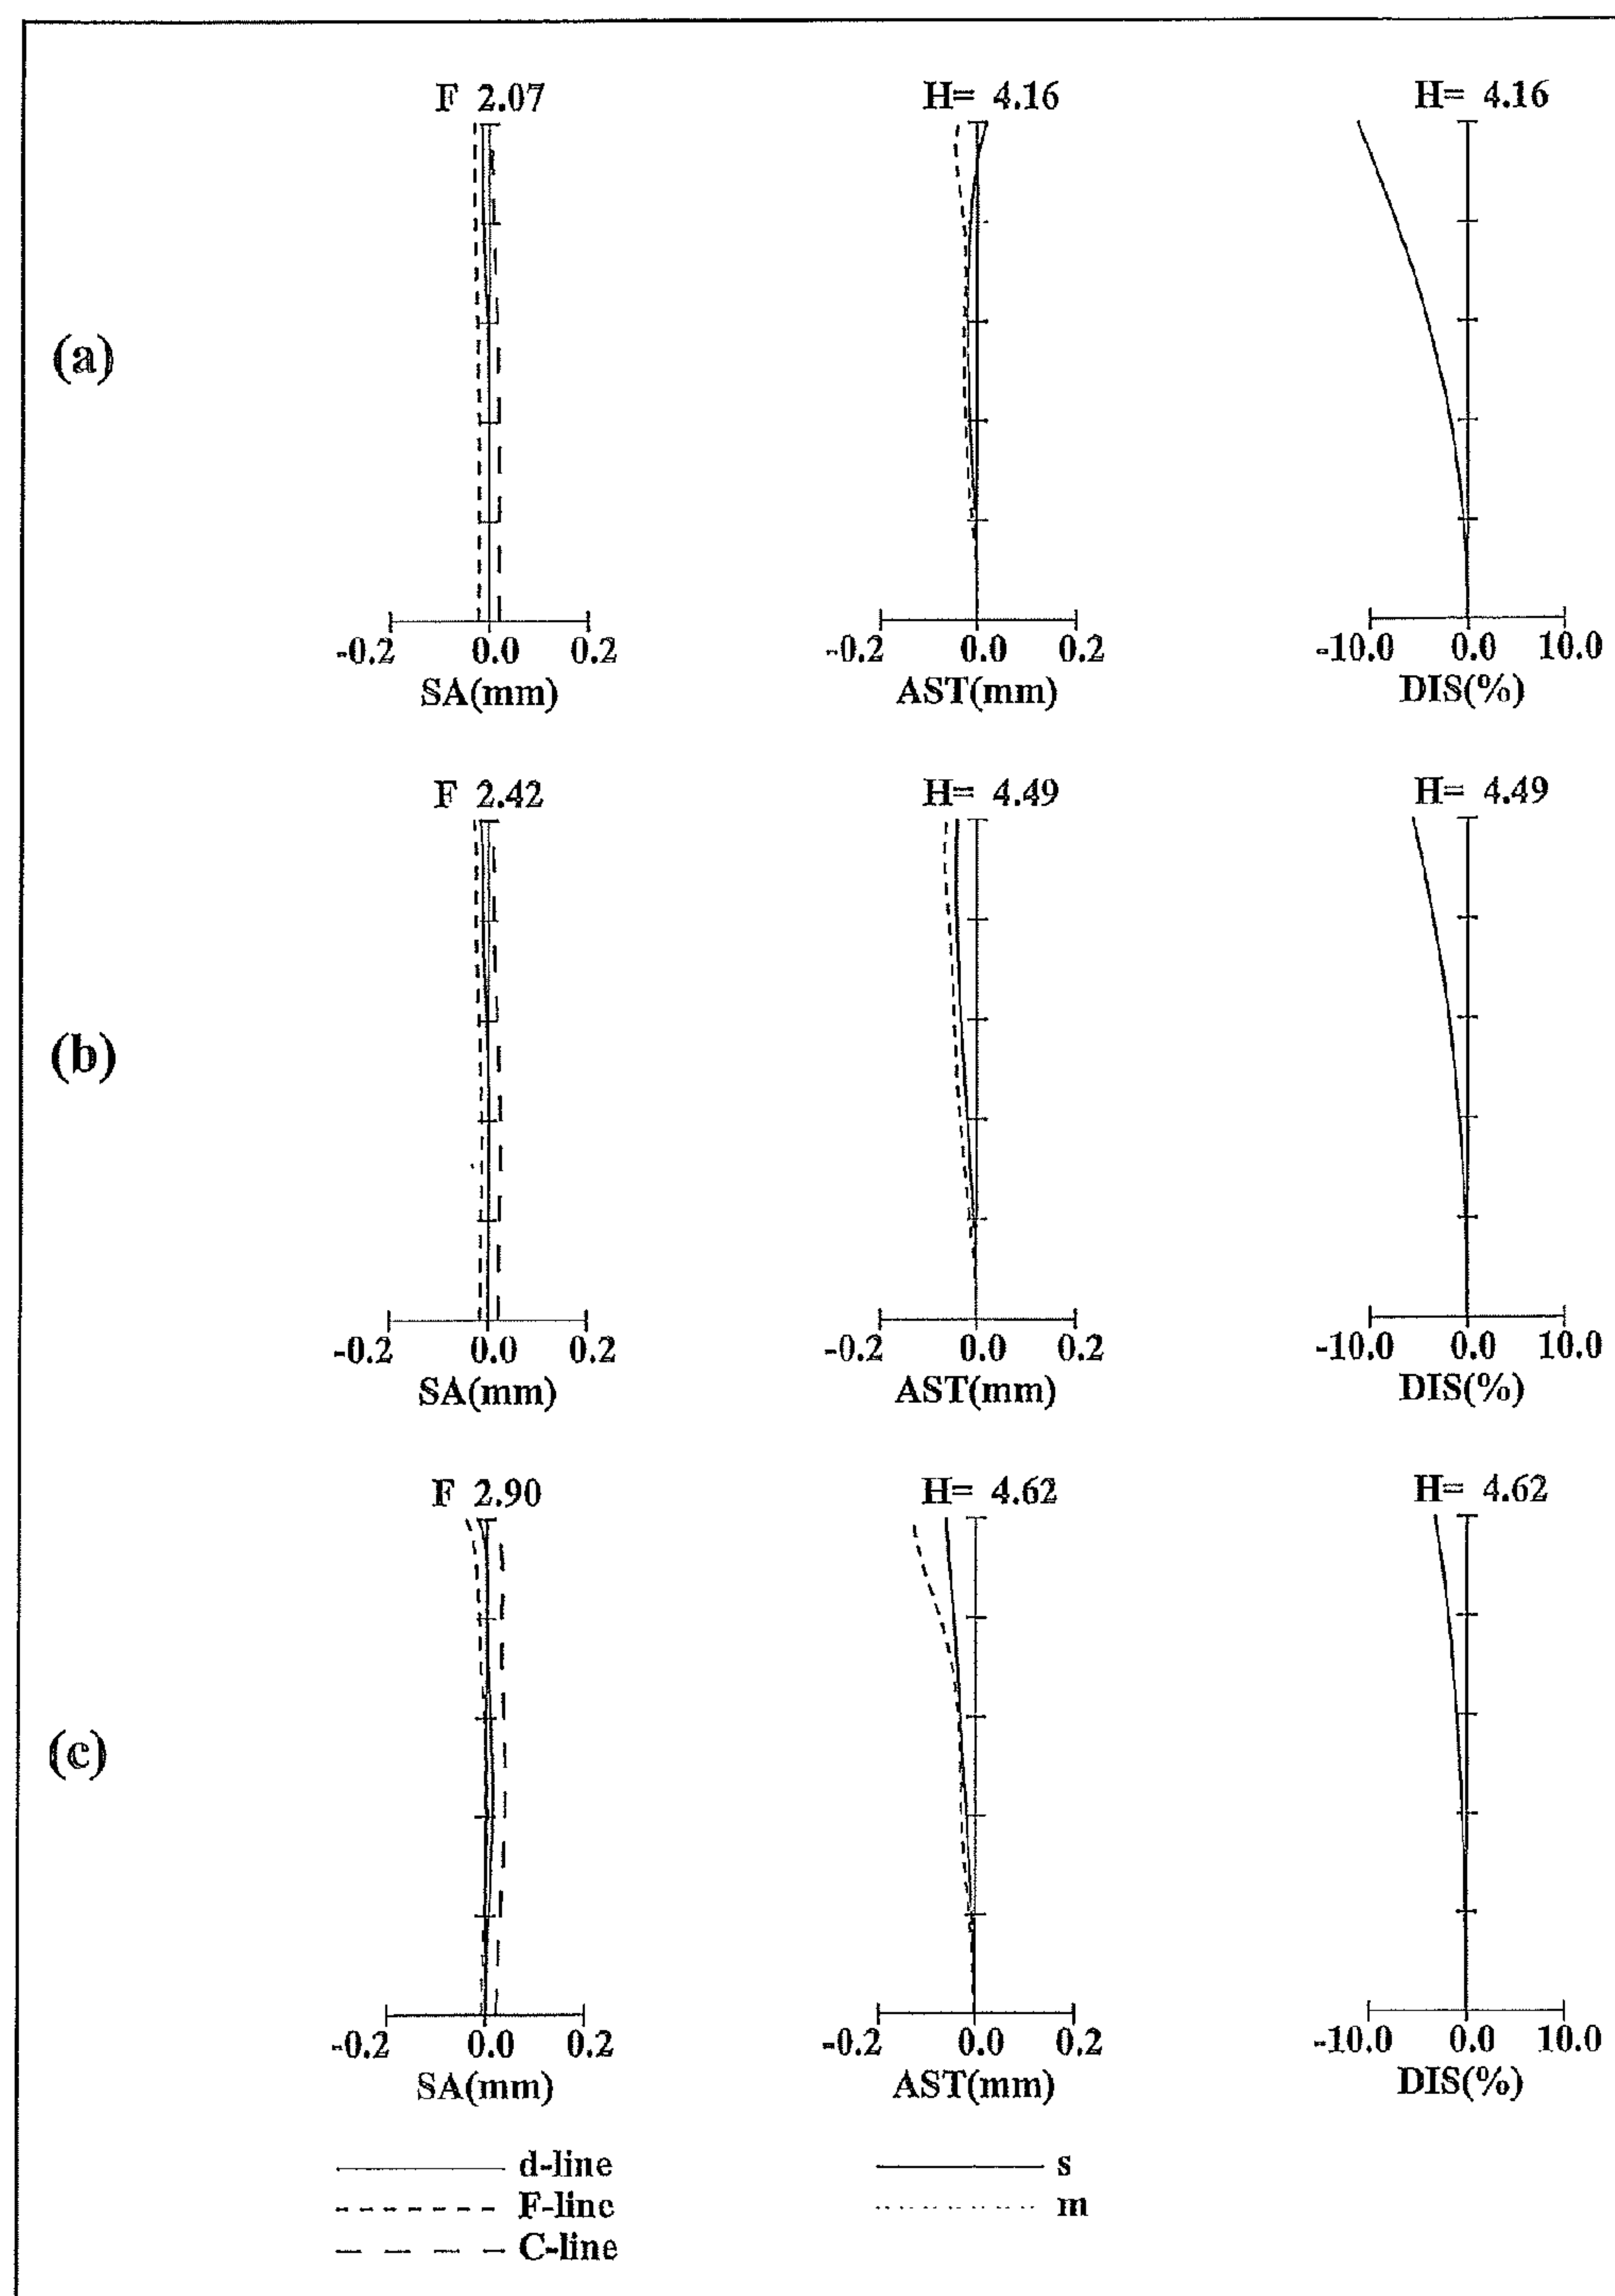 F 2.07 H= 4.16 H= 4.16
(a)
-0.2 0.0 0.2 -0.2 0.0 0.2 -10.0 0.0 10.0
SA(mm) AST(mm) DIS(%)
F 2.42 H= 4.49 H= 4.49
(b)
-0.2 0.0 0.2 -0.2 0.0 0.2 -10.0 0.0 10.0
SA(mm) AST(mm) DIS(%)
F 2.90 H= 4.62 H= 4.62
(c)
-0.2 0.0 0.2 -0.2 0.0 0.2 -10.0 0.0 10.0
SA(mm) AST(mm) DIS(%)
d-line s
F-line m
C-line